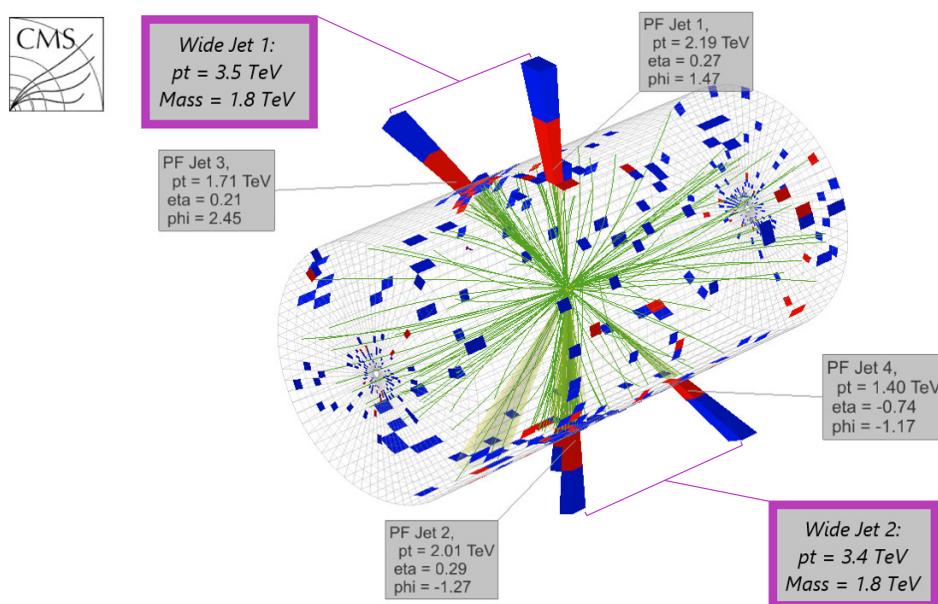 CMS
Wide Jet 1:
pt = 3.5 TeV
Mass = 1.8 TeV
PF Jet 1,
pt = 2.19 TeV
eta = 0.27
phi = 1.47
PF Jet 3,
pt = 1.71 TeV
eta = 0.21
phi = 2.45
PF Jet 4,
pt = 1.40 TeV
eta = -0.74
phi = -1.17
PF Jet 2,
pt = 2.01 TeV
eta = 0.29
phi = -1.27
Wide Jet 2:
pt = 3.4 TeV
Mass = 1.8 TeV